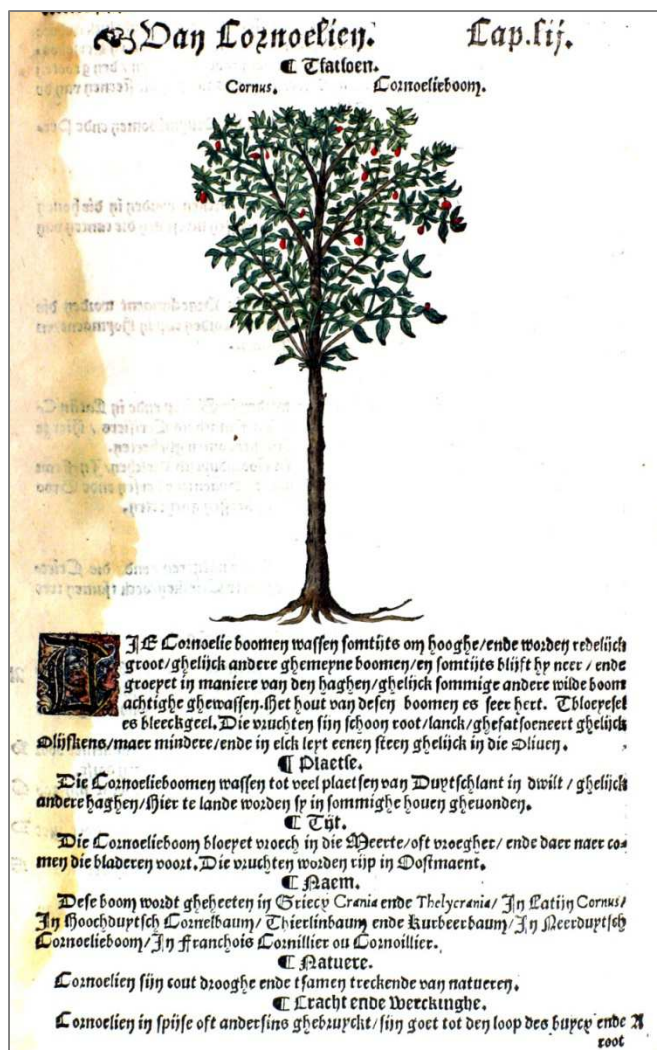 Van Cornoelien. Cap.lij.
¶ Tfatsoen.
Cornus. Cornoelieboom.
DIE Cornoelie boomen wassen somtijts om hooghe/ende worden redelijck
groot/ghelijck andere ghemeyne boomen/en somtijts blijft hy neer / ende
groeyet in maniere van den haghen/ghelijck sommige andere wilde boom
achtighe ghewassen.Het hout van desen boomen es seer hert. Tbloeysel
es bleeckgeel.Die vruchten sijn schoon root/lanck/ghefatsoeneert ghelijck
Olijfkens/maer mindere/ende in elck leyt eenen steen ghelijck in die Oliven.
¶ Plaetse.
Die Cornoelieboomen wassen tot veel plaetsen van Duytschlant in dwilt / ghelijck
andere haghen/Hier te lande worden sy in sommighe hoven ghevonden.
¶ Tijt.
Die Cornoelieboom bloeyet vroech in die Meerte/oft vroegher/ ende daer naer co=
men die bladeren voort.Die vruchten worden rijp in Oostmaent.
¶ Naem.
Dese boom wordt gheheeten in Griecy Crania ende Thelycrania/ In Latijn Cornus/
In Hoochduytsch Cornelbaum/ Thierlinbaum ende Kurbeerbaum/In Neerduytsch
Cornoelieboom/In Franchois Cornillier ou Cornoillier.
¶ Natuere.
Cornoelien sijn cout drooghe ende tsamen treckende van natueren.
¶ Cracht ende Werckinghe.
Cornoelien in spijse oft andersins ghebruyckt/sijn goet tot den loop des buycx ende A
root